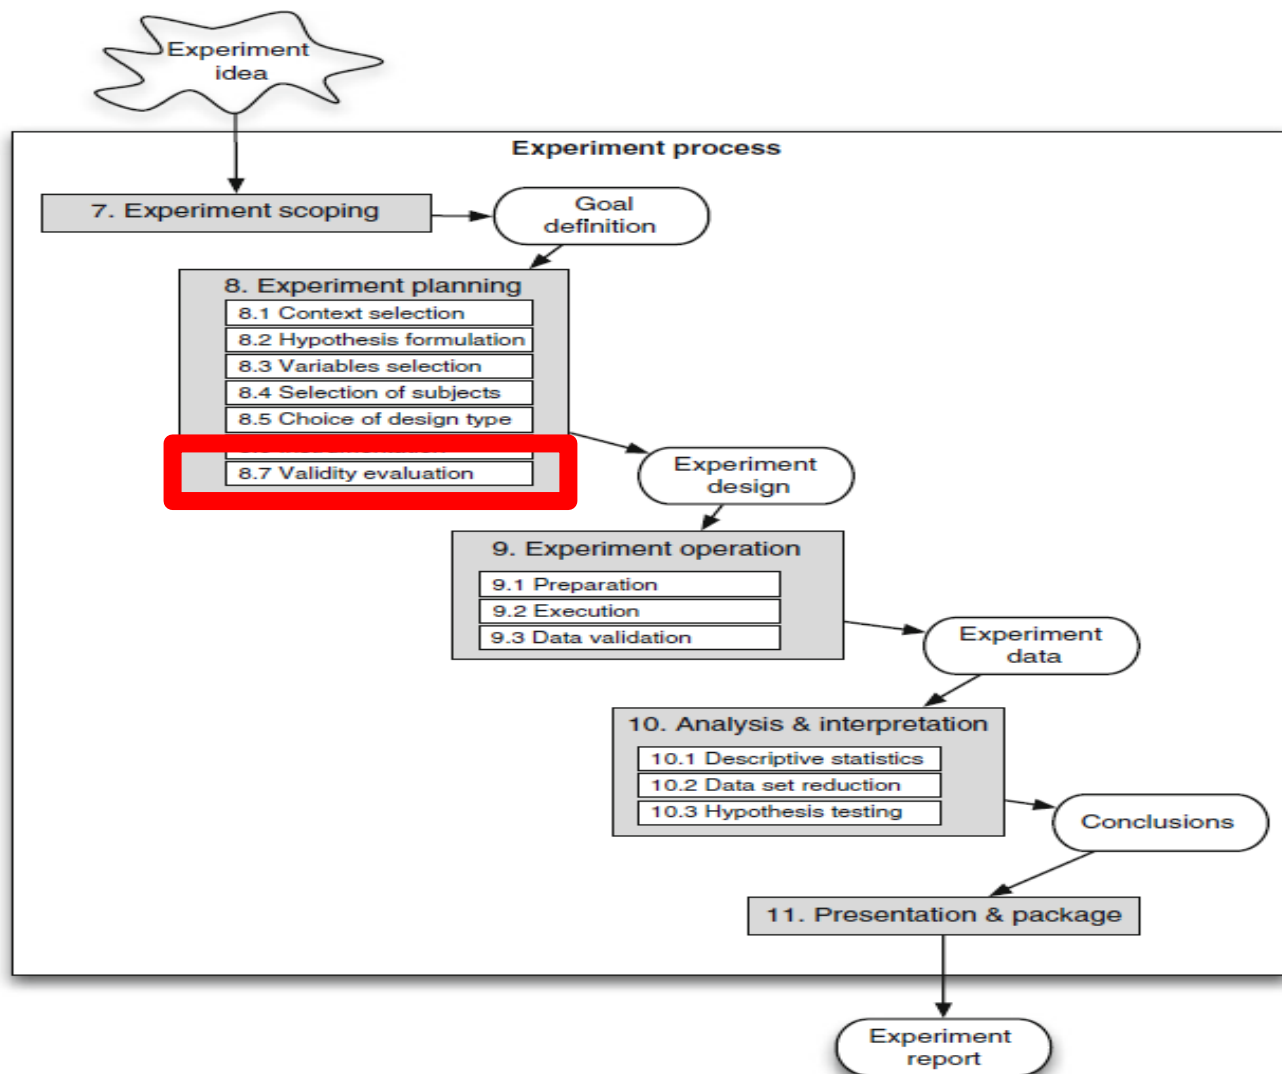 Experiment
idea
Experiment process
7. Experiment scoping
Goal
definition
8. Experiment planning
8.1 Context selection
8.2 Hypothesis formulation
8.3 Variables selection
8.4 Selection of subjects
8.5 Choice of design type
8.7 Validity evaluation
Experiment
design
9. Experiment operation
9.1 Preparation
9.2 Execution
9.3 Data validation
Experiment
data
10. Analysis & interpretation
10.1 Descriptive statistics
10.2 Data set reduction
10.3 Hypothesis testing
Conclusions
11. Presentation & package
Experiment
report